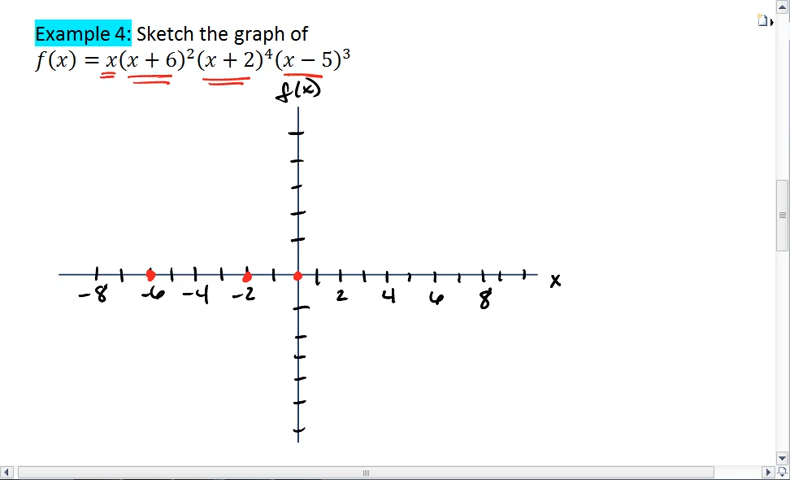 Example 4: Sketch the graph of
f(x) = x(x + 6)²(x + 2)⁴(x − 5)³
f(x)
x
-8 -6 -4 -2 2 4 6 8